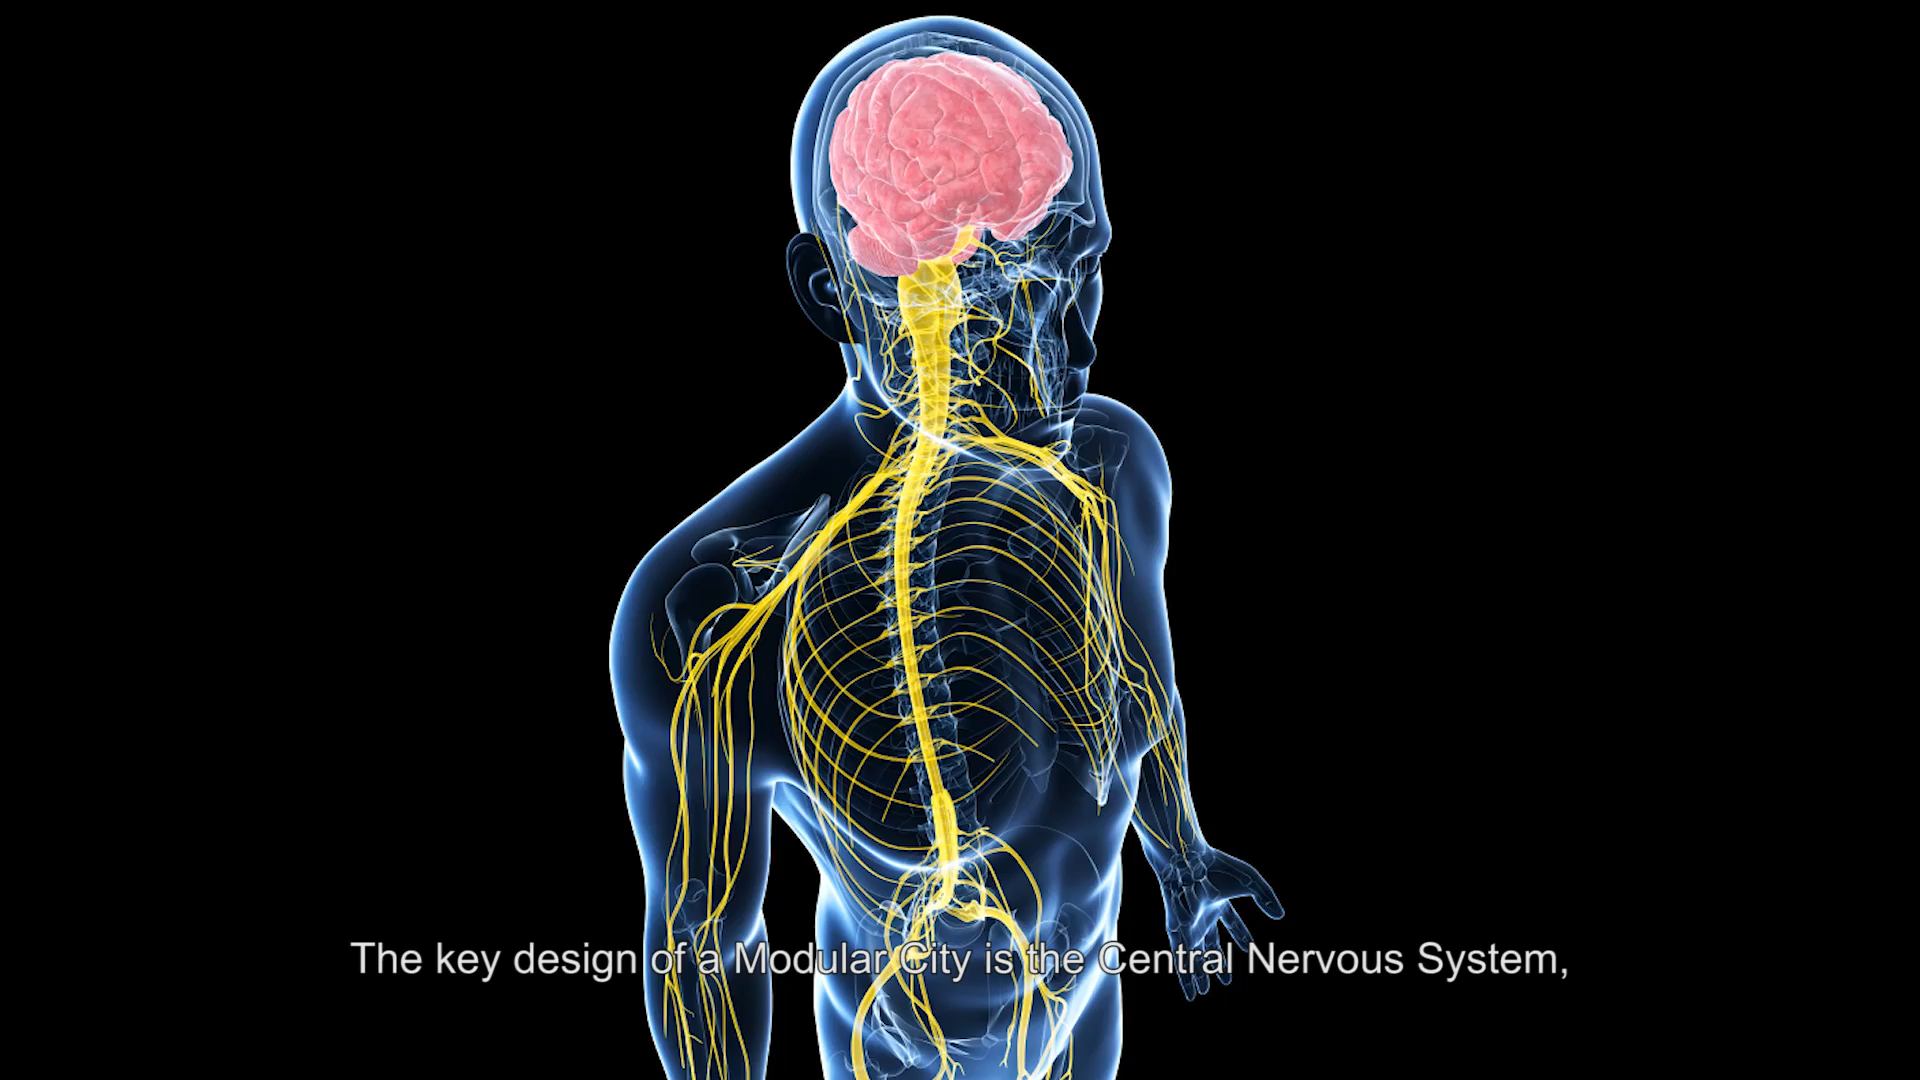 The key design of a Modular City is the Central Nervous System,